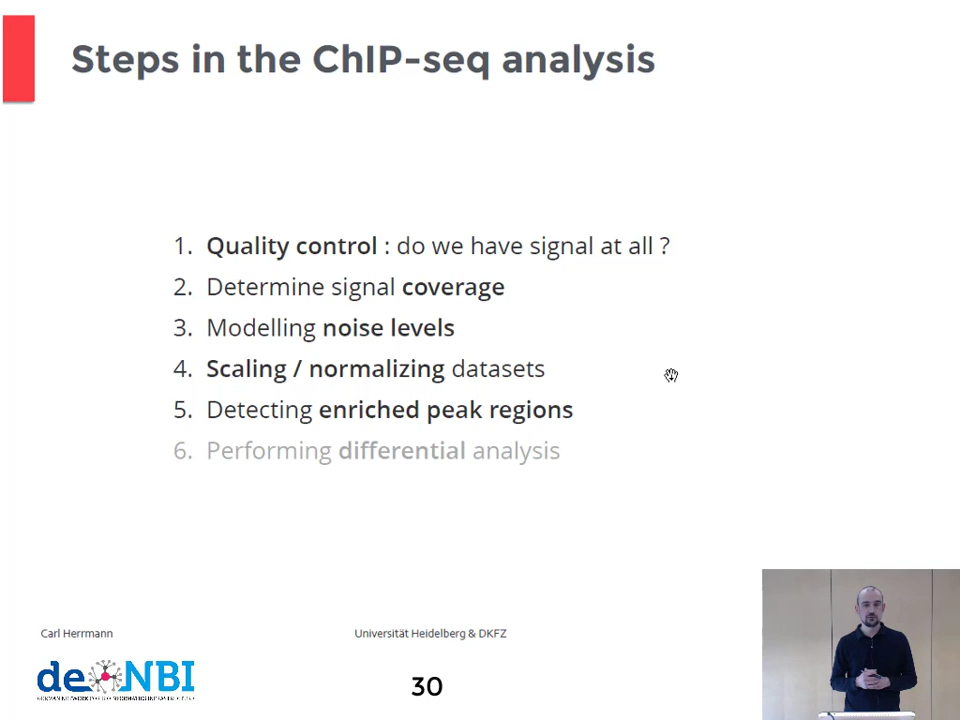 Steps in the ChIP-seq analysis
1. Quality control : do we have signal at all ?
2. Determine signal coverage
3. Modelling noise levels
4. Scaling / normalizing datasets
5. Detecting enriched peak regions
6. Performing differential analysis
Carl Herrmann
Universität Heidelberg & DKFZ
de NBI
30